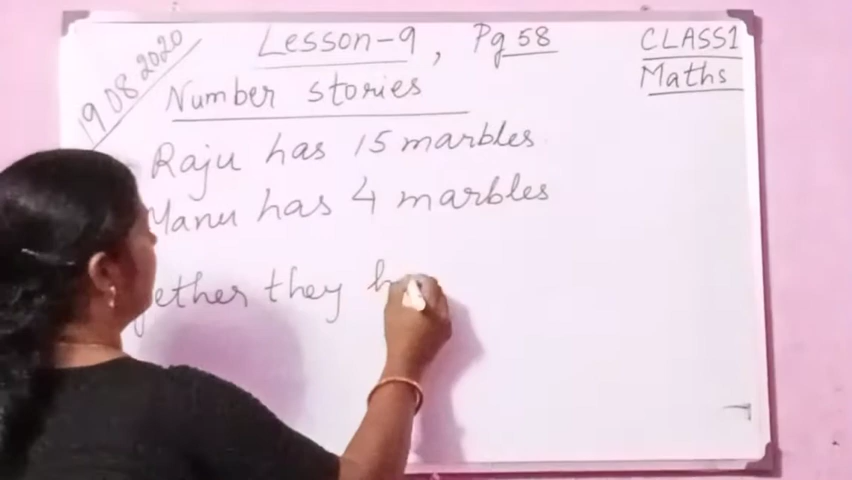 19.08.2020
Lesson-9, Pg 58
CLASS1
Maths
Number stories
Raju has 15 marbles
Manu has 4 marbles
they